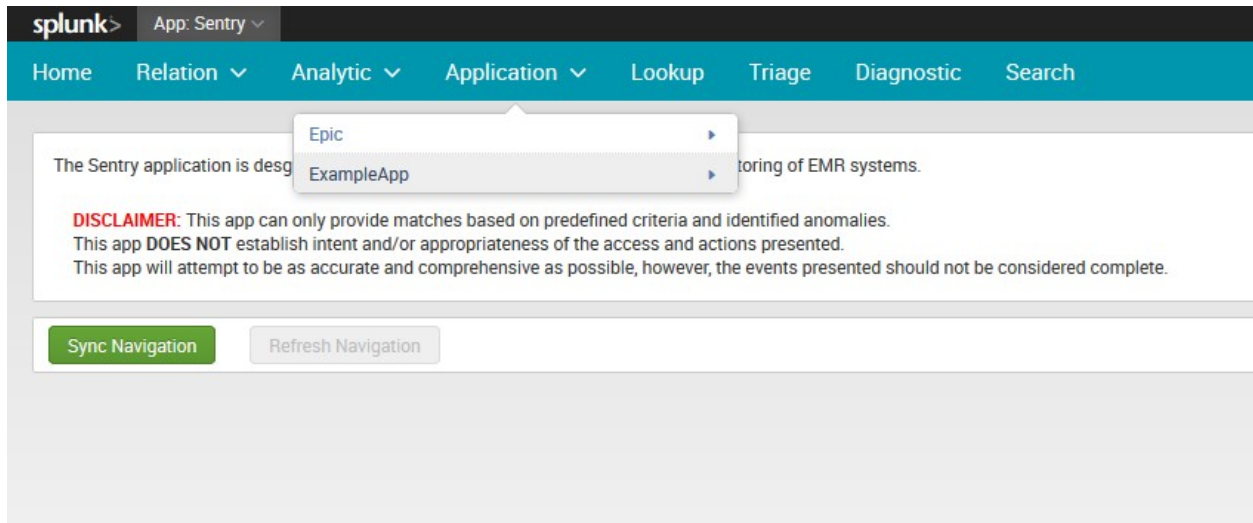 splunk> App: Sentry
Home Relation Analytic Application Lookup Triage Diagnostic Search
Epic
The Sentry application is desg toring of EMR systems.
ExampleApp
DISCLAIMER: This app can only provide matches based on predefined criteria and identified anomalies.
This app DOES NOT establish intent and/or appropriateness of the access and actions presented.
This app will attempt to be as accurate and comprehensive as possible, however, the events presented should not be considered complete.
Sync Navigation Refresh Navigation